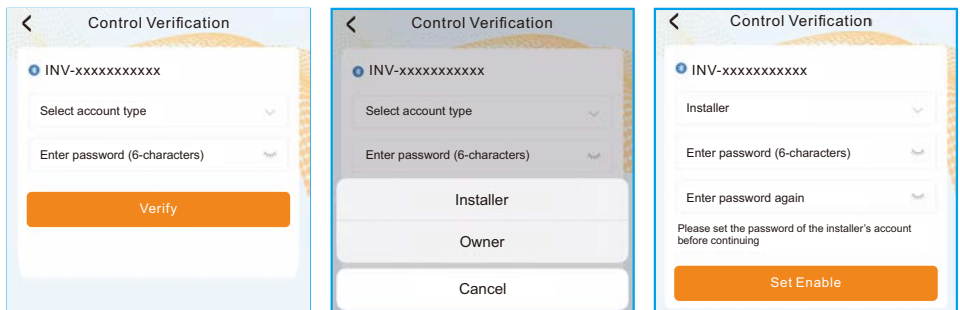 Control Verification
INV-xxxxxxxxxxx
Select account type
Enter password (6-characters)
Verify
Control Verification
INV-xxxxxxxxxxx
Select account type
Enter password (6-characters)
Installer
Owner
Cancel
Control Verification
INV-xxxxxxxxxxx
Installer
Enter password (6-characters)
Enter password again
Please set the password of the installer's account
before continuing
Set Enable